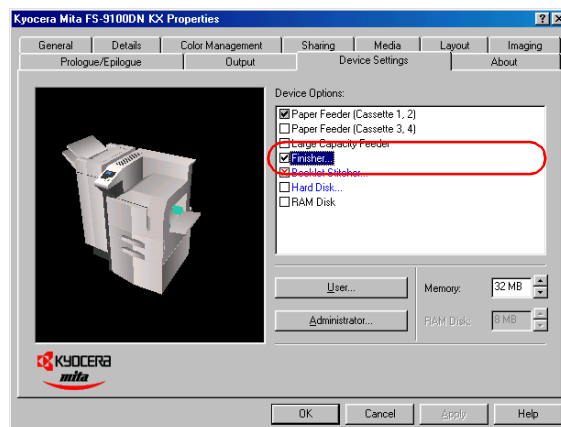 Kyocera Mita FS-9100DN KX Properties
General Details Color Management Sharing Media Layout Imaging
Prologue/Epilogue Output Device Settings About
Device Options:
Paper Feeder (Cassette 1, 2)
Paper Feeder (Cassette 3, 4)
Large Capacity Feeder
Finisher...
Booklet Stitcher...
Hard Disk...
RAM Disk
User... Memory: 32 MB
Administrator... RAM Disk: 8 MB
KYOCERA
mita
OK Cancel Apply Help